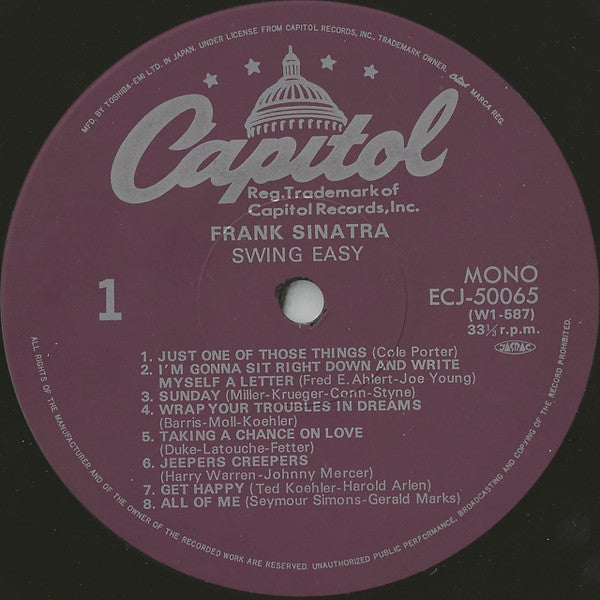 MFD. BY TOSHIBA-EMI LTD. IN JAPAN. UNDER LICENSE FROM CAPITOL RECORDS, INC., TRADEMARK OWNER. Capitol MARCA REG.
Capitol
Reg.Trademark of
Capitol Records,Inc.
FRANK SINATRA
SWING EASY
1
MONO
ECJ-50065
(W1-587)
33⅓ r.p.m.
JASRAC
1. JUST ONE OF THOSE THINGS (Cole Porter)
2. I'M GONNA SIT RIGHT DOWN AND WRITE
MYSELF A LETTER (Fred E. Ahlert-Joe Young)
3. SUNDAY (Miller-Krueger-Conn-Styne)
4. WRAP YOUR TROUBLES IN DREAMS
(Barris-Moll-Koehler)
5. TAKING A CHANCE ON LOVE
(Duke-Latouche-Fetter)
6. JEEPERS CREEPERS
(Harry Warren-Johnny Mercer)
7. GET HAPPY (Ted Koehler-Harold Arlen)
8. ALL OF ME (Seymour Simons-Gerald Marks)
ALL RIGHTS OF THE MANUFACTURER AND OF THE OWNER OF THE RECORDED WORK ARE RESERVED. UNAUTHORIZED PUBLIC PERFORMANCE, BROADCASTING AND COPYING OF THE RECORD PROHIBITED.